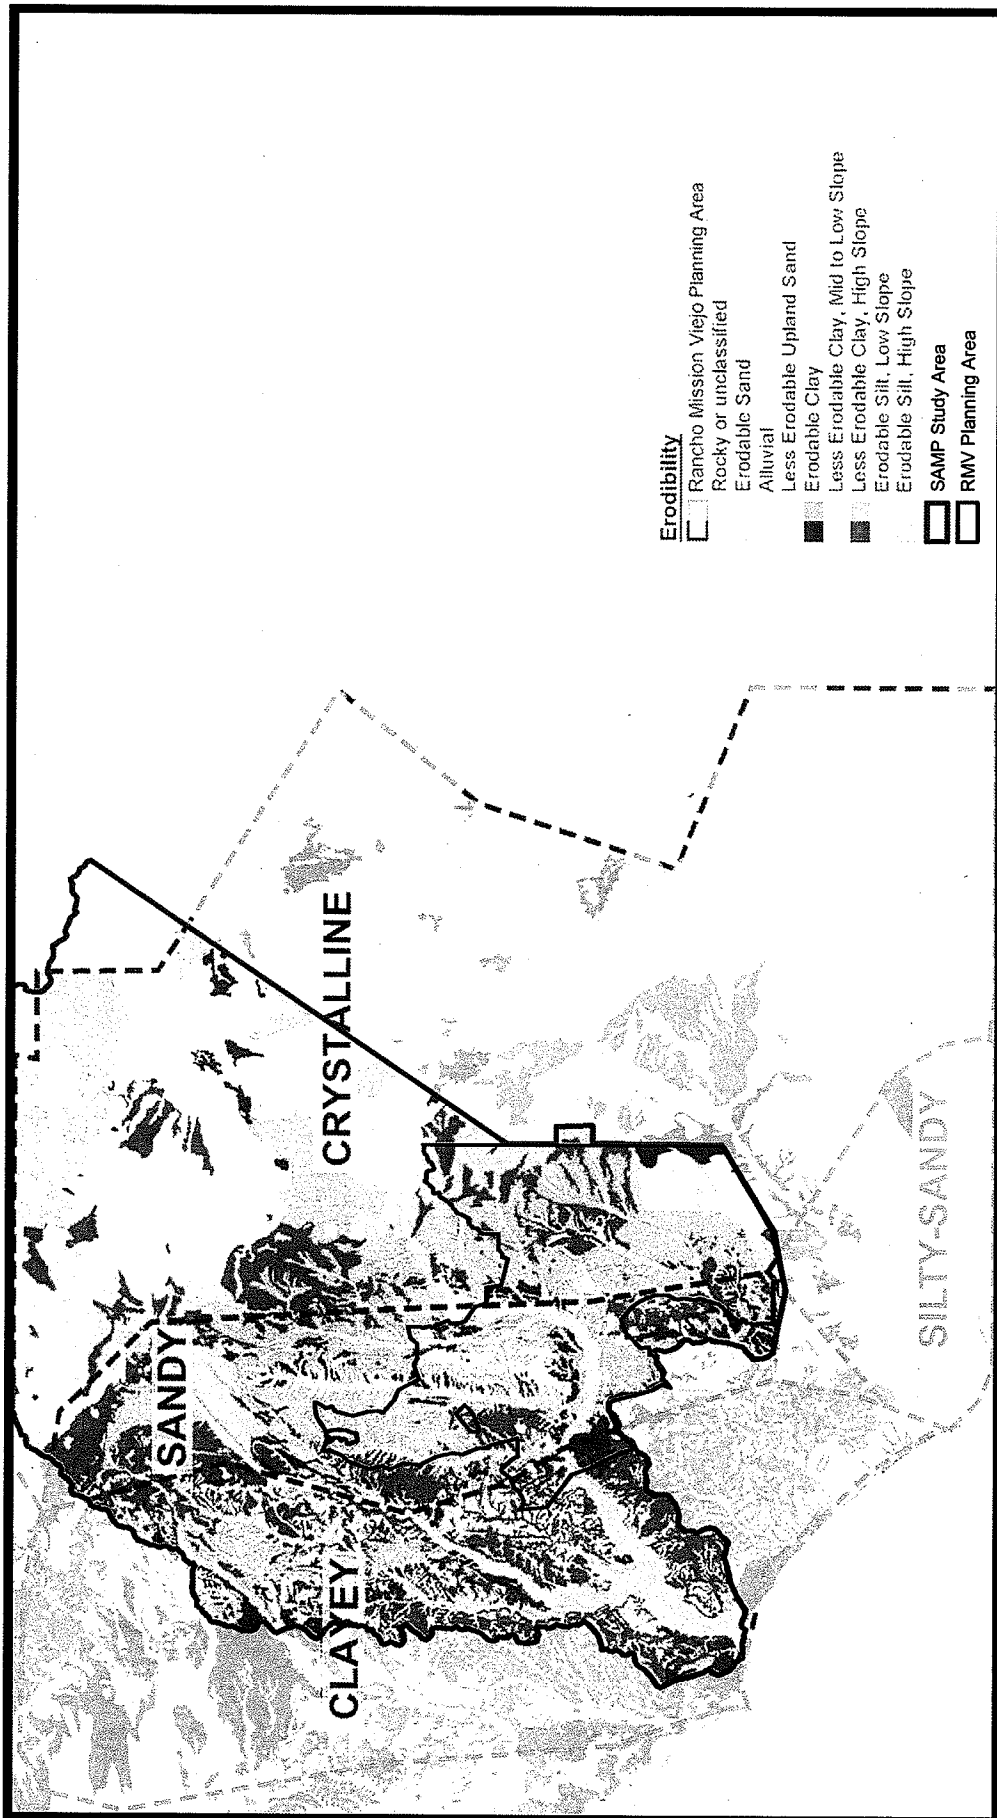 CLAYEY
SANDY
CRYSTALLINE
SILTY-SANDY
Erodibility
Rancho Mission Viejo Planning Area
Rocky or unclassified
Erodable Sand
Alluvial
Less Erodable Upland Sand
Erodable Clay
Less Erodable Clay, Mid to Low Slope
Less Erodable Clay, High Slope
Erodable Silt, Low Slope
Erodable Silt, High Slope
SAMP Study Area
RMV Planning Area